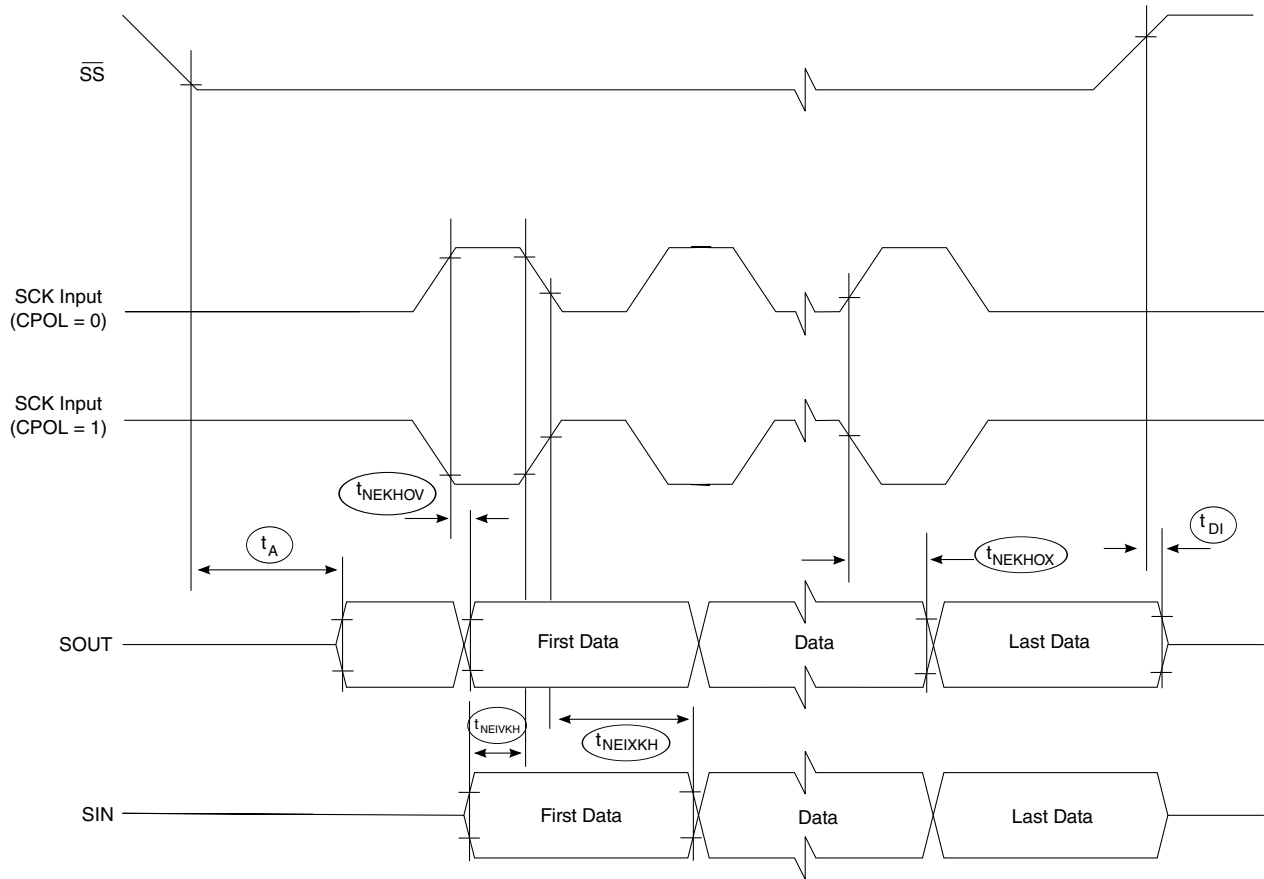 SS
SCK Input
(CPOL = 0)
SCK Input
(CPOL = 1)
tNEKHOV
tA
tDI
tNEKHOX
SOUT
First Data
Data
Last Data
tNEIVKH
tNEIXKH
SIN
First Data
Data
Last Data